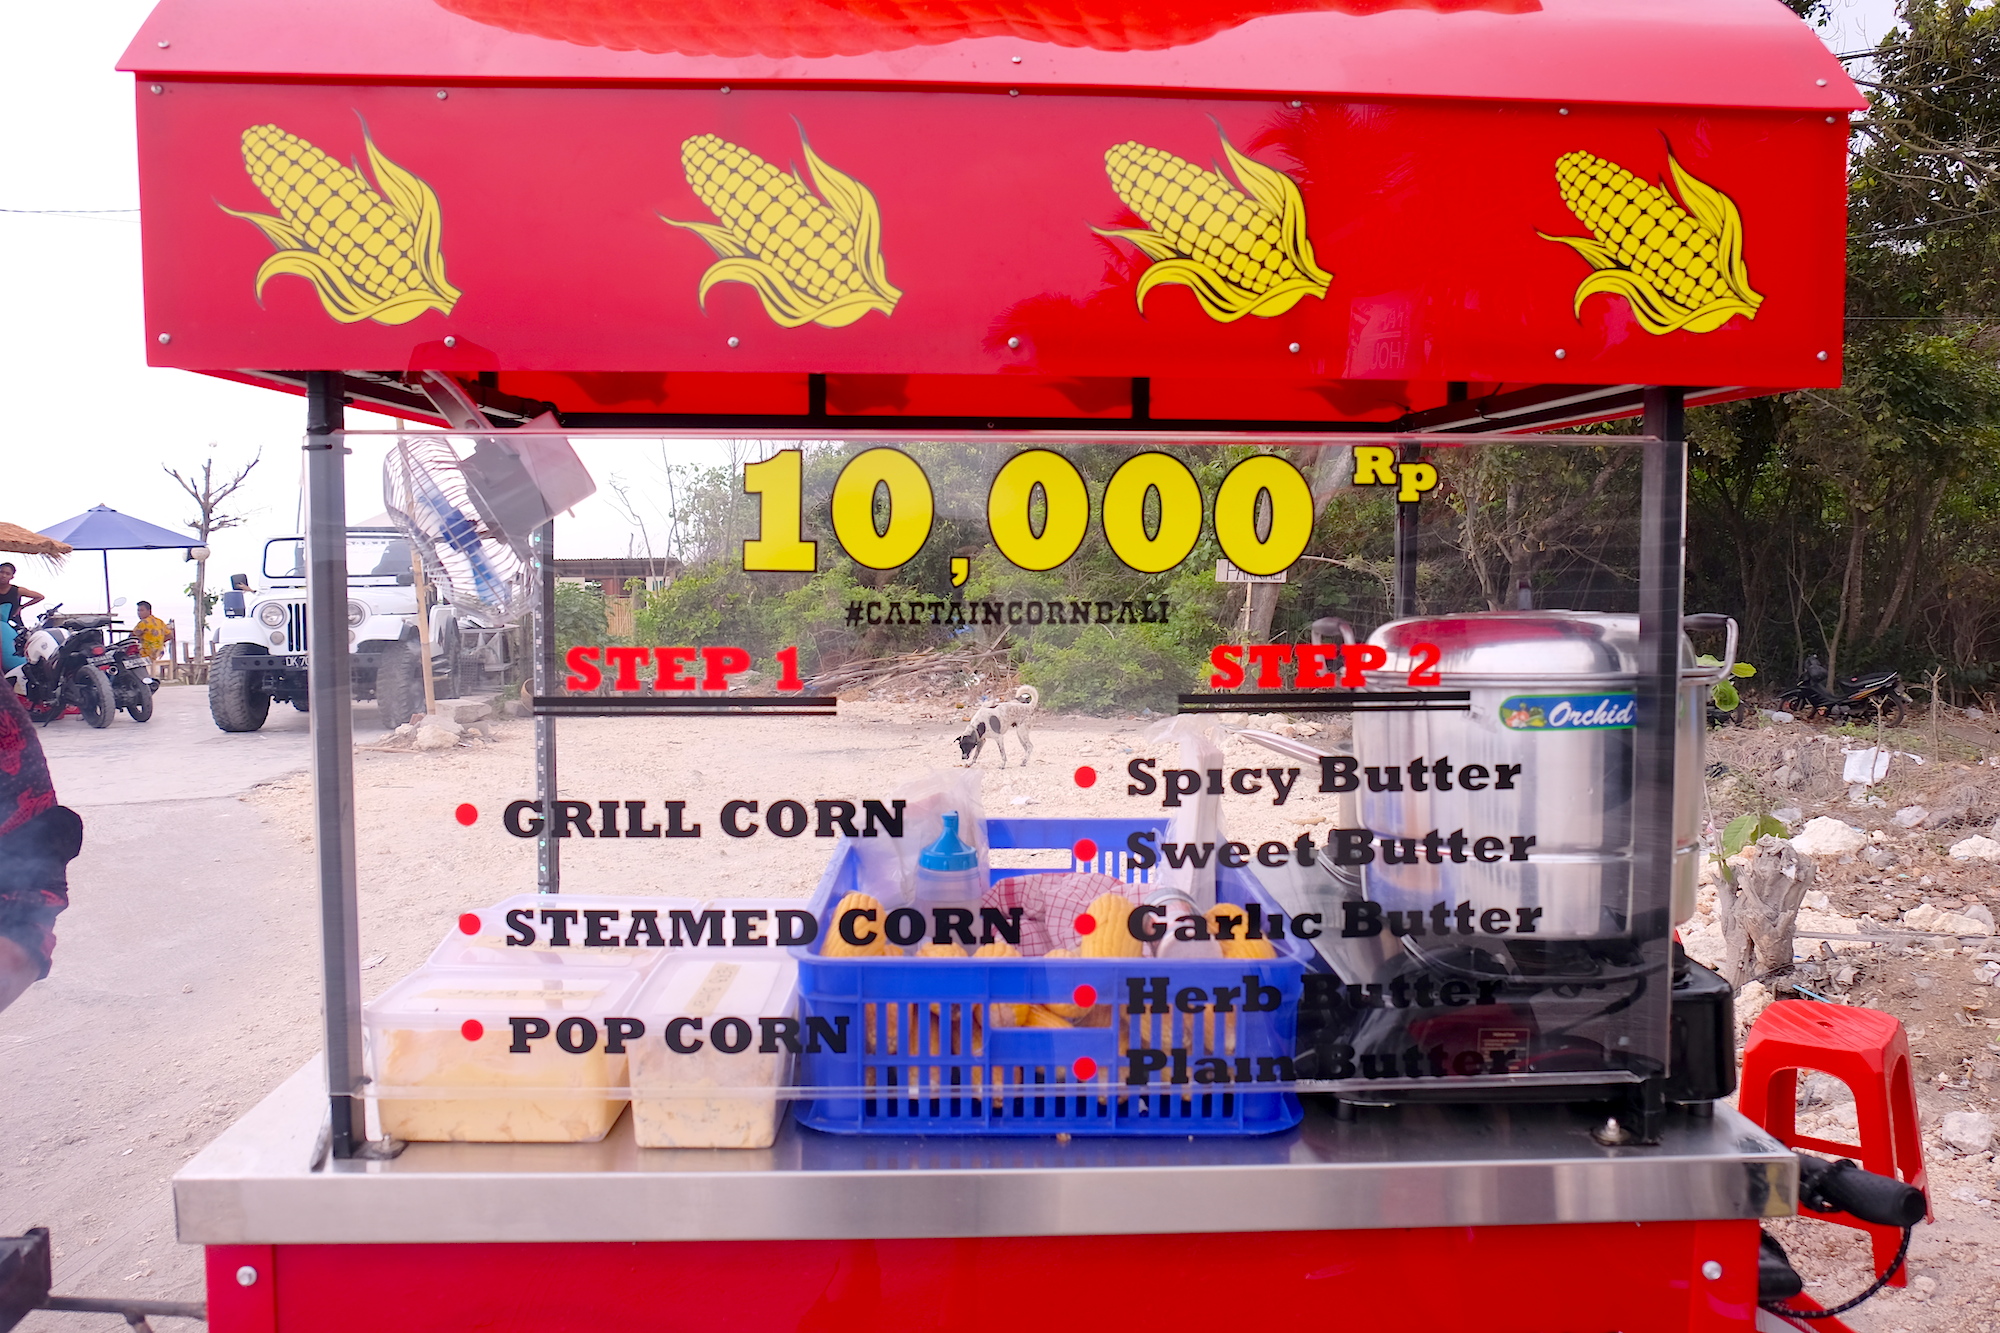 10,000 Rp
#CAPTAINCORNBALI
STEP 1
GRILL CORN
STEAMED CORN
POP CORN
STEP 2
Spicy Butter
Sweet Butter
Garlic Butter
Herb Butter
Plain Butter
Orchid